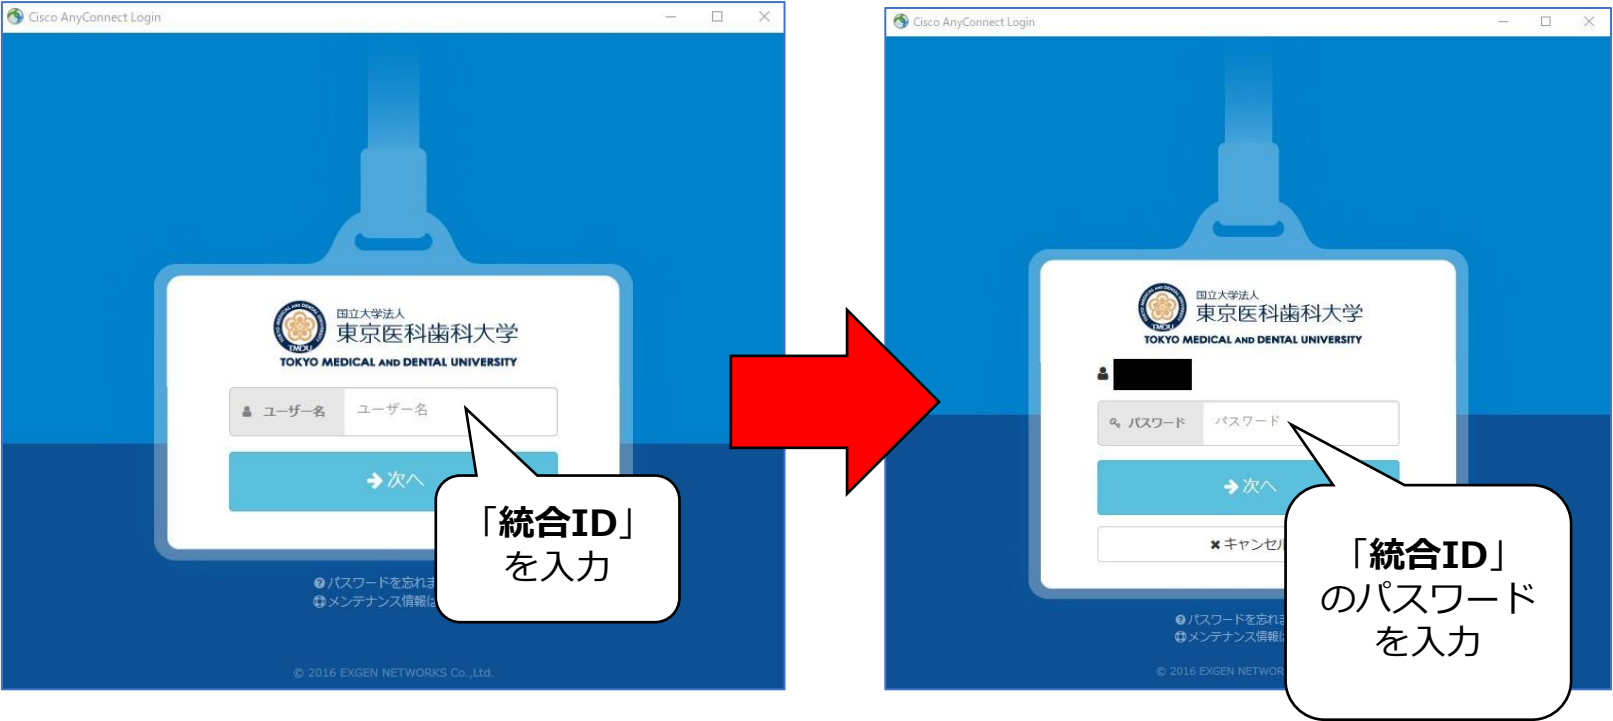 Cisco AnyConnect Login
国立大学法人
東京医科歯科大学
TOKYO MEDICAL AND DENTAL UNIVERSITY
ユーザー名 ユーザー名
次へ
「統合ID」
を入力
パスワードを忘れま
メンテナンス情報は
© 2016 EXGEN NETWORKS Co.,Ltd.
Cisco AnyConnect Login
国立大学法人
東京医科歯科大学
TOKYO MEDICAL AND DENTAL UNIVERSITY
パスワード パスワード
次へ
キャンセル
「統合ID」
のパスワード
を入力
パスワードを忘れま
メンテナンス情報は
© 2016 EXGEN NETWOR